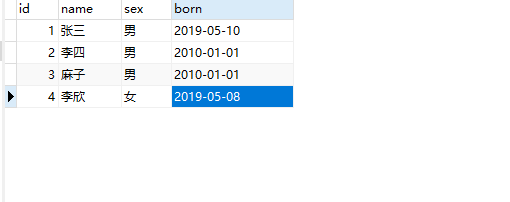 id name sex born
1 张三 男 2019-05-10
2 李四 男 2010-01-01
3 麻子 男 2010-01-01
4 李欣 女 2019-05-08